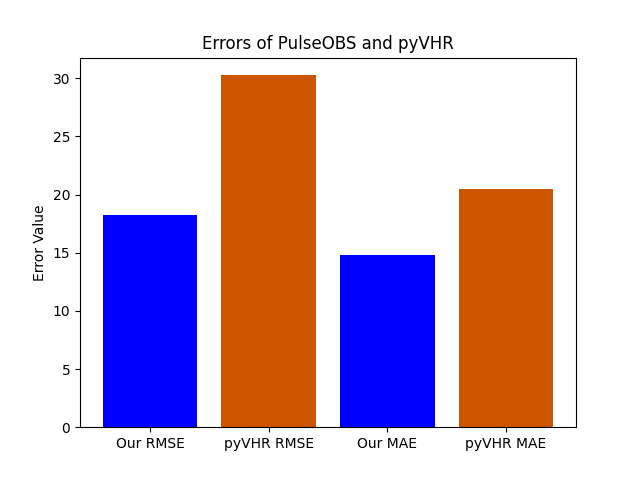 Errors of PulseOBS and pyVHR
Error Value
30
25
20
15
10
5
0
Our RMSE
pyVHR RMSE
Our MAE
pyVHR MAE